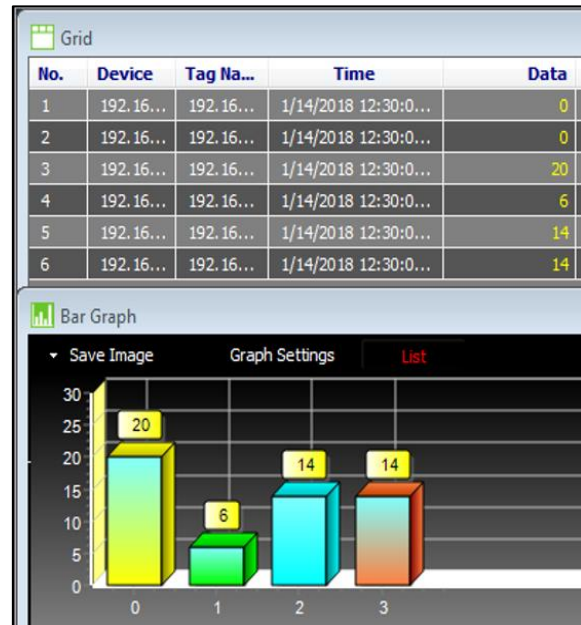 Grid
No. Device Tag Na... Time Data
1 192.16... 192.16... 1/14/2018 12:30:0... 0
2 192.16... 192.16... 1/14/2018 12:30:0... 0
3 192.16... 192.16... 1/14/2018 12:30:0... 20
4 192.16... 192.16... 1/14/2018 12:30:0... 6
5 192.16... 192.16... 1/14/2018 12:30:0... 14
6 192.16... 192.16... 1/14/2018 12:30:0... 14
Bar Graph
Save Image Graph Settings List
30
25
20
15
10
5
0
20
6
14
14
0 1 2 3